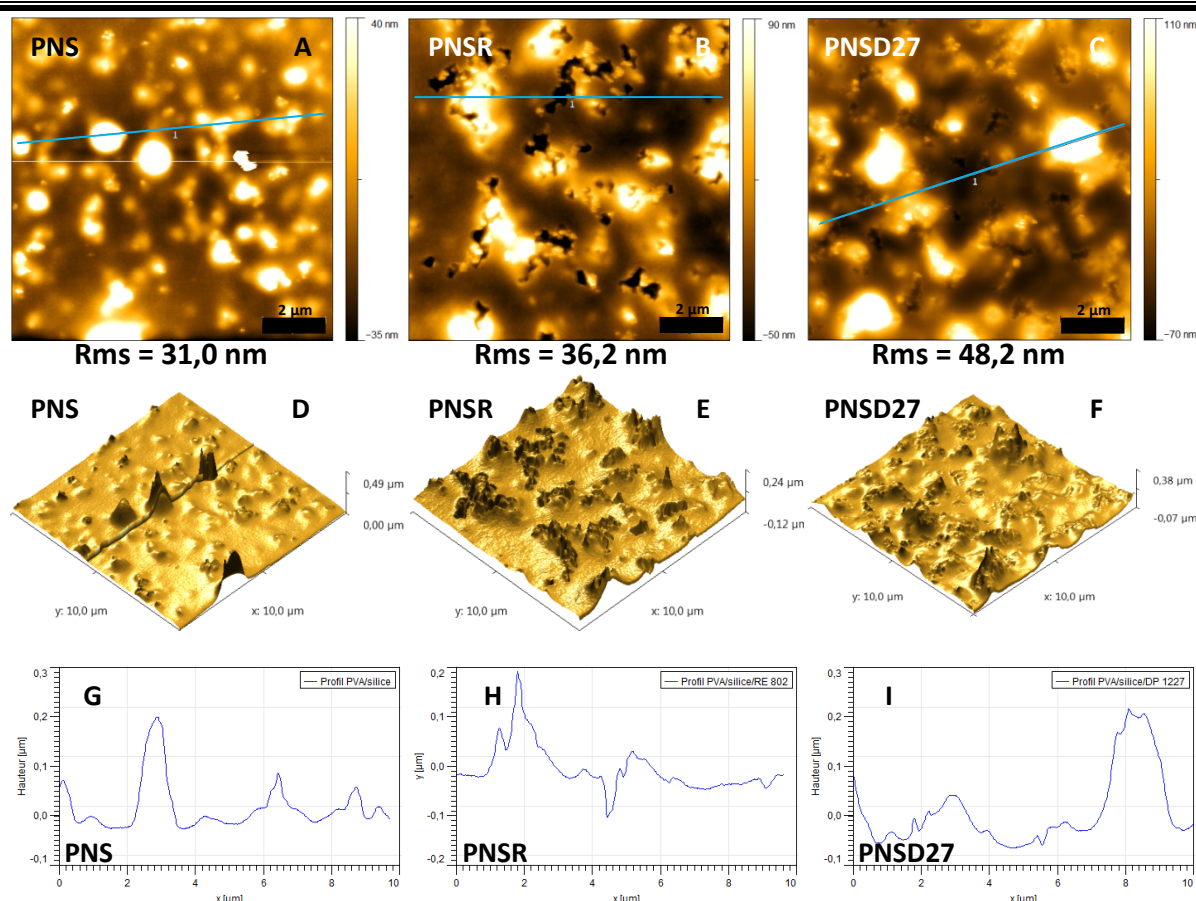 PNS A
40 nm
−35 nm
1
2 µm
PNSR B
90 nm
−50 nm
1
2 µm
PNSD27 C
110 nm
−70 nm
1
2 µm
Rms = 31,0 nm
Rms = 36,2 nm
Rms = 48,2 nm
PNS D
0,49 µm
0,00 µm
y: 10,0 µm
x: 10,0 µm
PNSR E
0,24 µm
−0,12 µm
y: 10,0 µm
x: 10,0 µm
PNSD27 F
0,38 µm
−0,07 µm
y: 10,0 µm
x: 10,0 µm
G
Profil PVA/silice
0,3
0,2
0,1
0,0
-0,1
Hauteur [µm]
PNS
0 2 4 6 8 10
x [µm]
H
Profil PVA/silice/RE 802
0,2
0,1
0,0
-0,1
-0,2
y [µm]
PNSR
0 2 4 6 8 10
x [µm]
I
Profil PVA/silice/DP 1227
0,3
0,2
0,1
0,0
-0,1
Hauteur [µm]
PNSD27
0 2 4 6 8 10
x [µm]